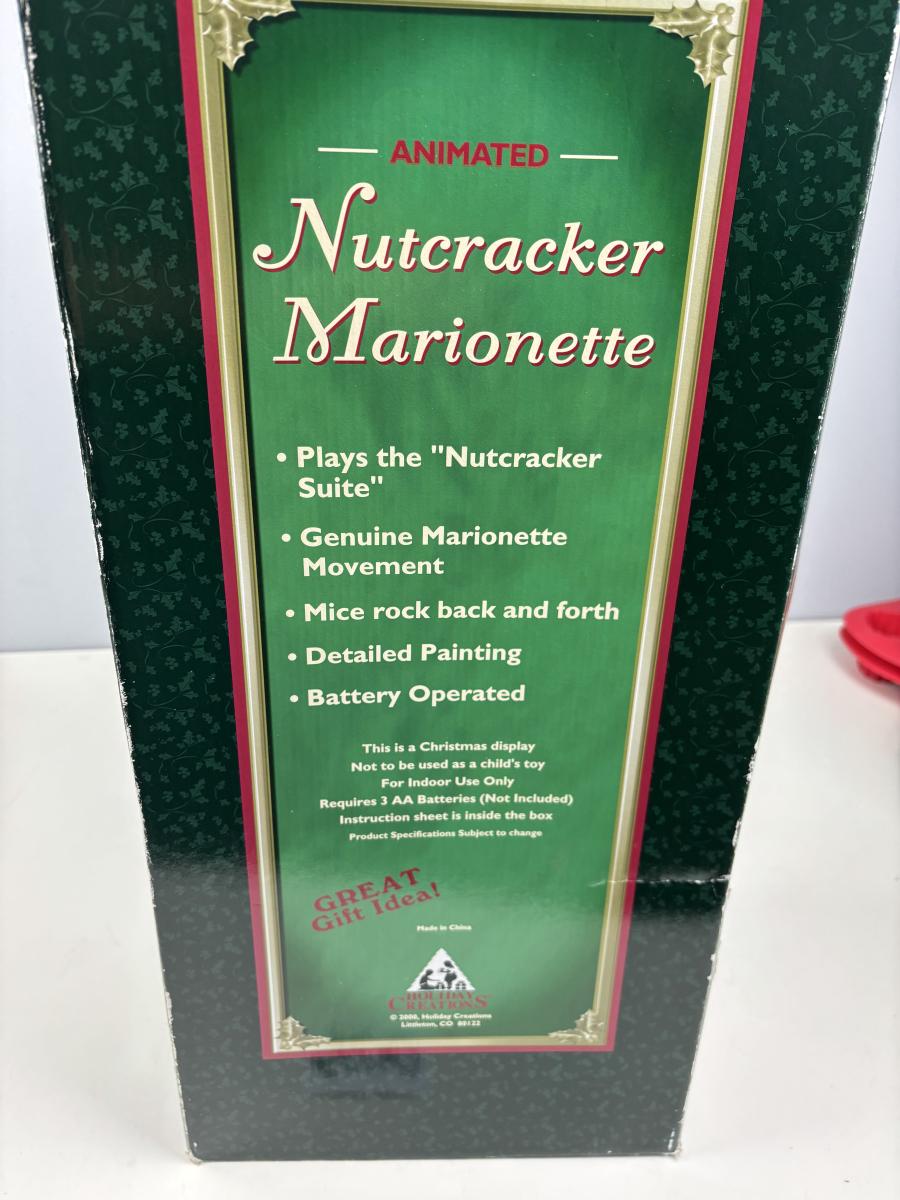 ANIMATED
Nutcracker
Marionette
• Plays the "Nutcracker
Suite"
• Genuine Marionette
Movement
• Mice rock back and forth
• Detailed Painting
• Battery Operated
This is a Christmas display
Not to be used as a child's toy
For Indoor Use Only
Requires 3 AA Batteries (Not Included)
Instruction sheet is inside the box
Product Specifications Subject to change
GREAT
Gift Idea!
Made in China
HOLIDAY
CREATIONS
© 2000, Holiday Creations
Littleton, CO 80122